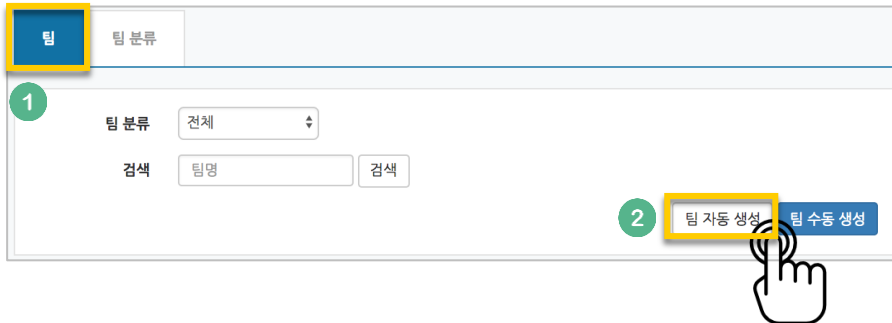 팀 팀 분류
1
팀 분류 전체
검색 팀명 검색
2 팀 자동 생성 팀 수동 생성